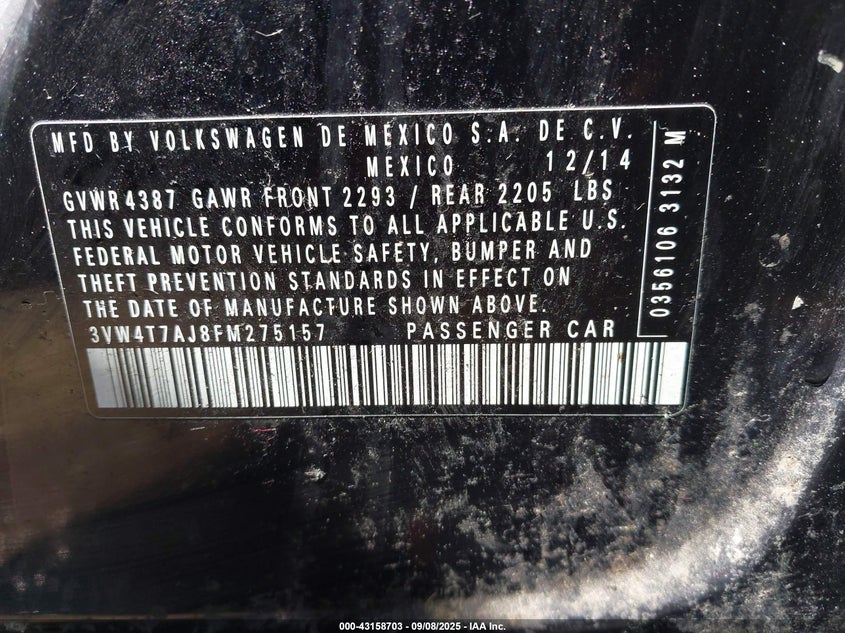 MFD BY VOLKSWAGEN DE MEXICO S.A. DE C.V.
MEXICO 12/14
GVWR 4387 GAWR FRONT 2293 / REAR 2205 LBS
THIS VEHICLE CONFORMS TO ALL APPLICABLE U.S.
FEDERAL MOTOR VEHICLE SAFETY, BUMPER AND
THEFT PREVENTION STANDARDS IN EFFECT ON
THE DATE OF MANUFACTURE SHOWN ABOVE.
3VW4T7AJ8FM275157 PASSENGER CAR
0356106 3132 M
000-43158703 - 09/08/2025 - IAA Inc.